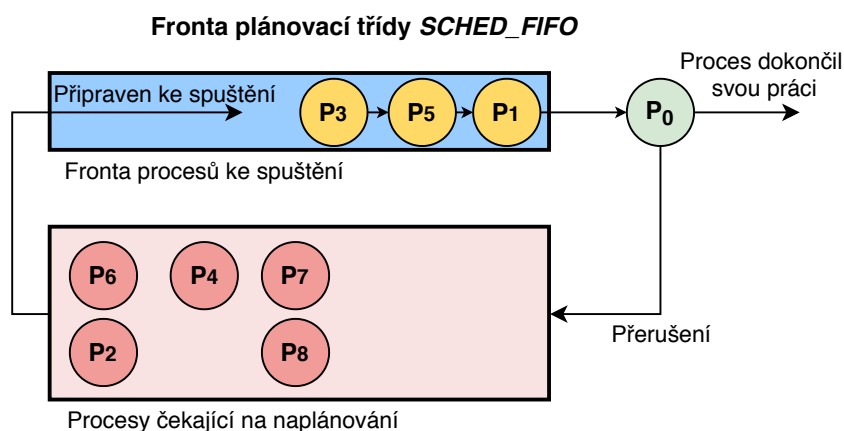 Fronta plánovací třídy SCHED_FIFO
Proces dokončil
svou práci
Připraven ke spuštění
P3
P5
P1
P0
Fronta procesů ke spuštění
P6
P4
P7
P2
P8
Přerušení
Procesy čekající na naplánování